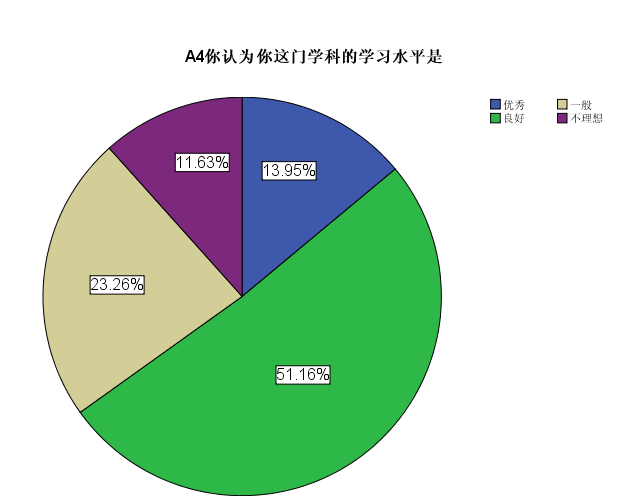 A4你认为你这门学科的学习水平是
优秀 一般
良好 不理想
11.63%
13.95%
23.26%
51.16%